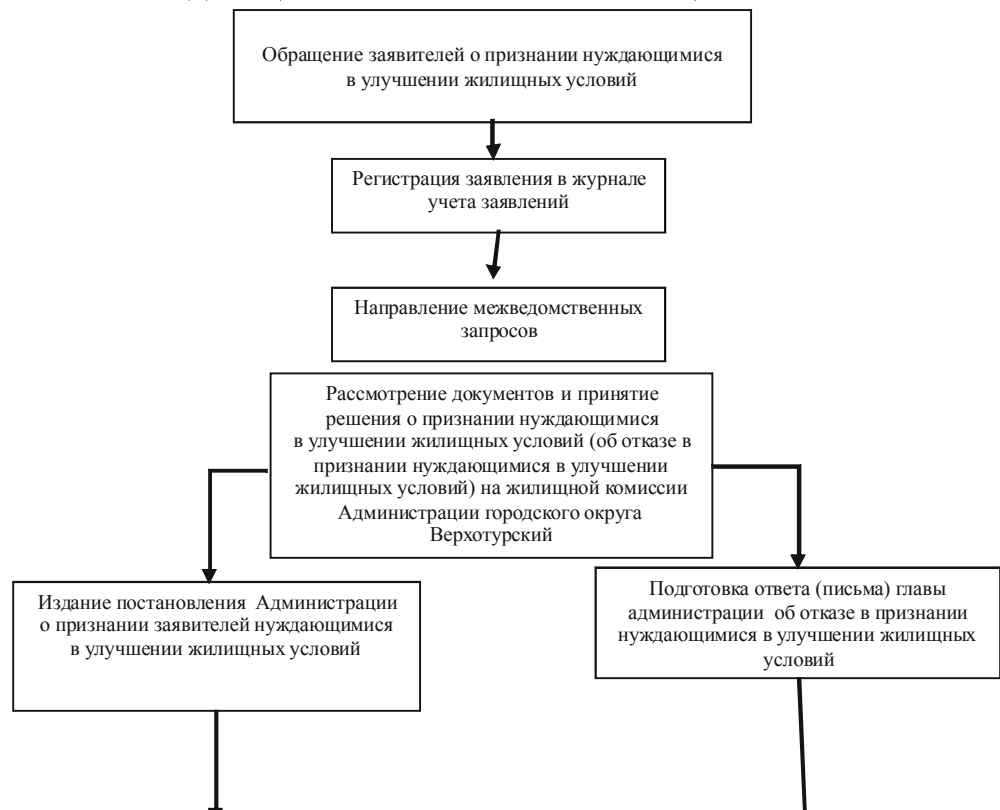 Обращение заявителей о признании нуждающимися
в улучшении жилищных условий
Регистрация заявления в журнале
учета заявлений
Направление межведомственных
запросов
Рассмотрение документов и принятие
решения о признании нуждающимися
в улучшении жилищных условий (об отказе в
признании нуждающимися в улучшении
жилищных условий) на жилищной комиссии
Администрации городского округа
Верхотурский
Издание постановления Администрации
о признании заявителей нуждающимися
в улучшении жилищных условий
Подготовка ответа (письма) главы
администрации об отказе в признании
нуждающимися в улучшении жилищных
условий